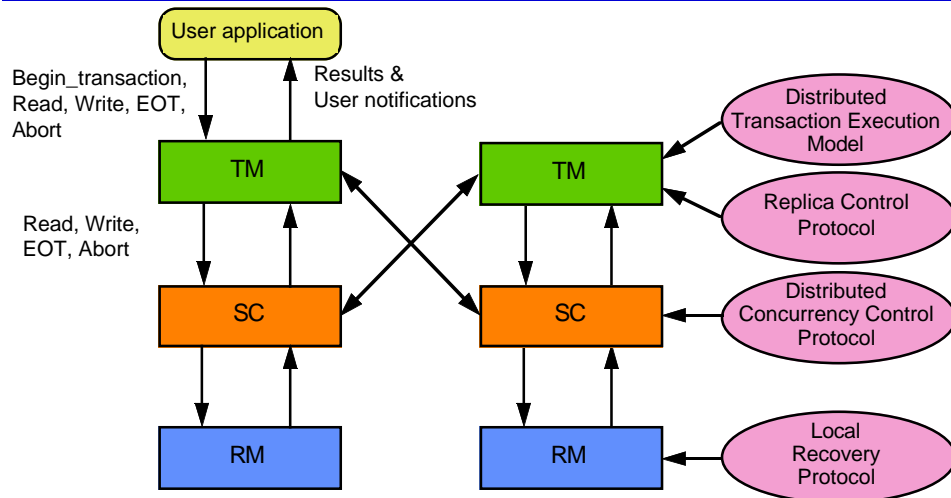 User application
Begin_transaction,
Read, Write, EOT,
Abort
Results &
User notifications
Distributed
Transaction Execution
Model
TM
TM
Replica Control
Protocol
Read, Write,
EOT, Abort
SC
SC
Distributed
Concurrency Control
Protocol
RM
RM
Local
Recovery
Protocol